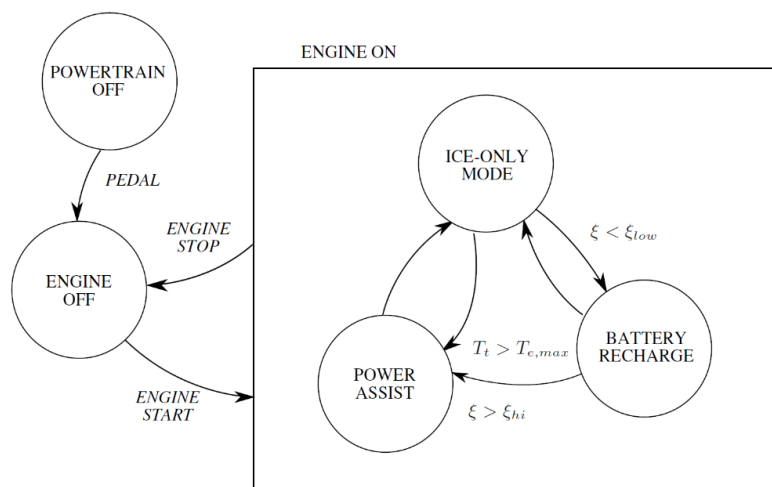 ENGINE ON
POWERTRAIN
OFF
PEDAL
ENGINE
STOP
ENGINE
OFF
ENGINE
START
ICE-ONLY
MODE
ξ < ξ_low
BATTERY
RECHARGE
T_t > T_e,max
POWER
ASSIST
ξ > ξ_hi